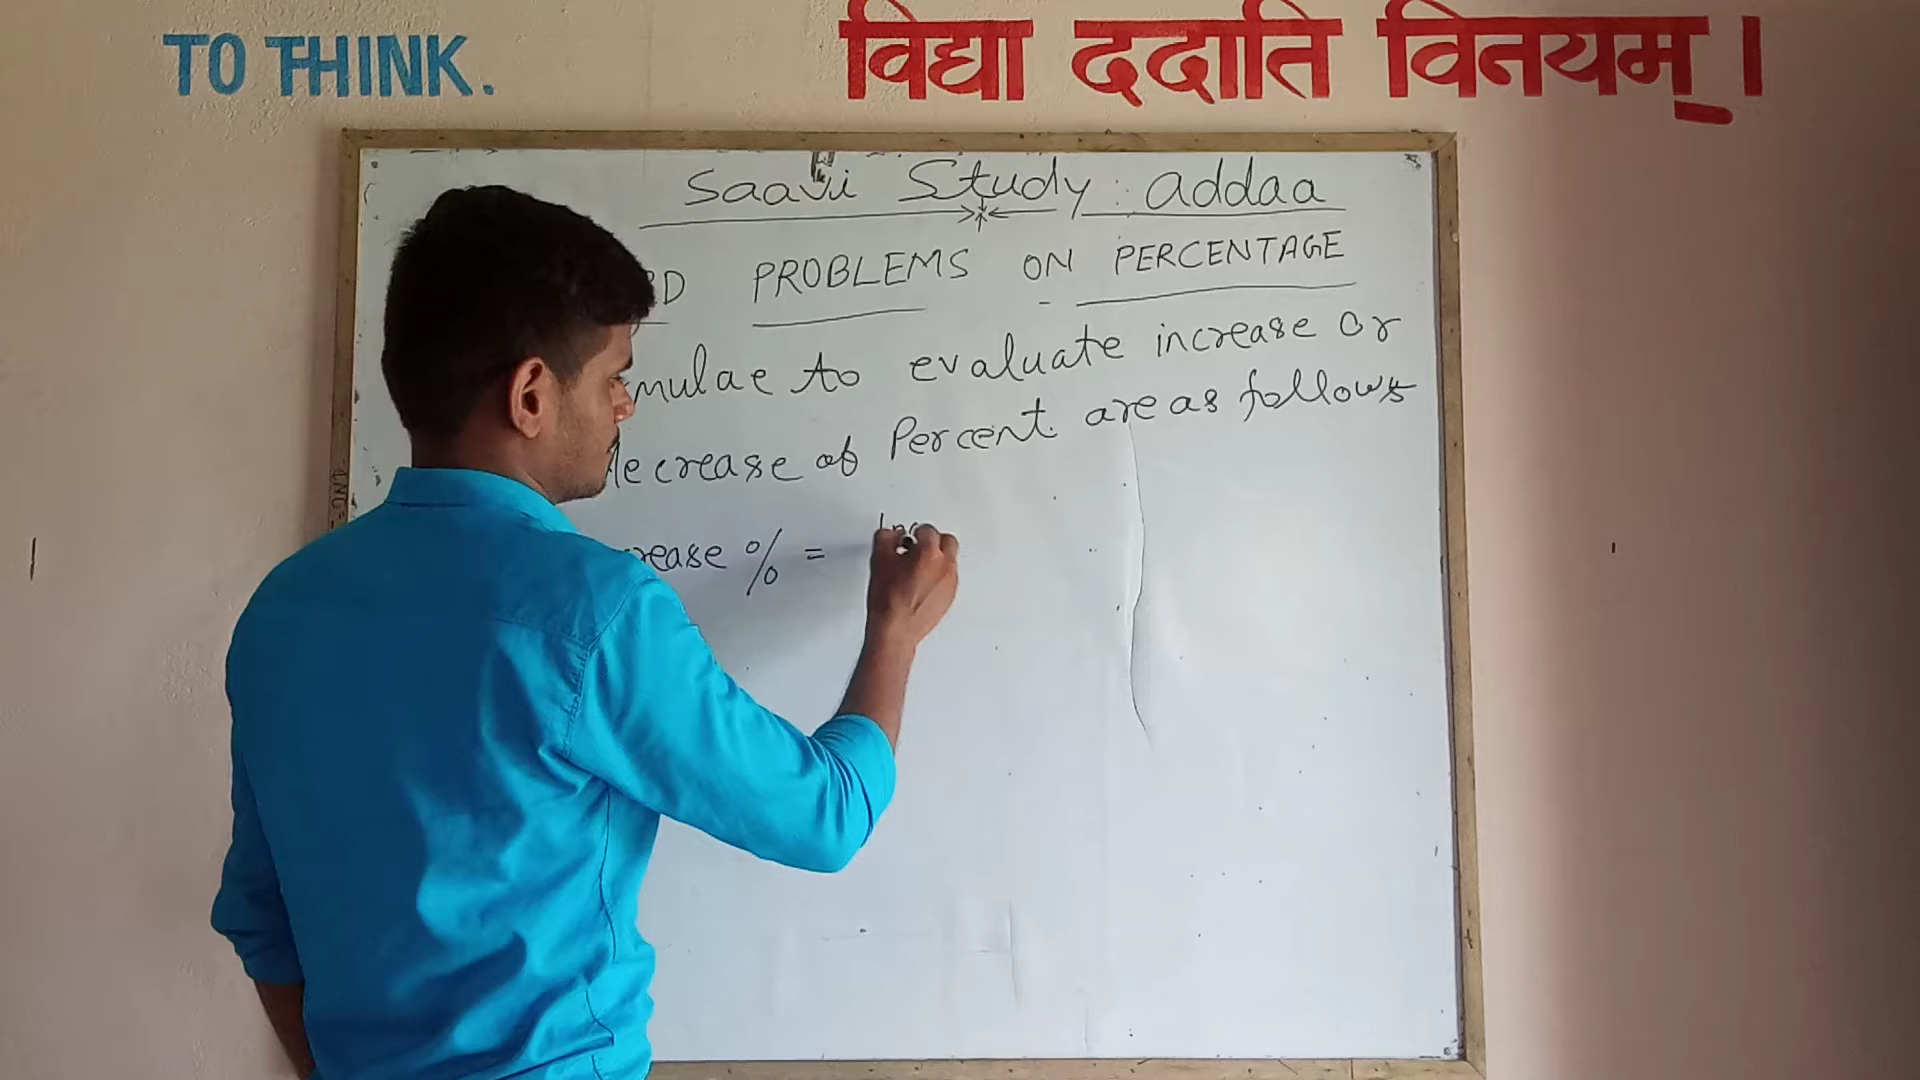 TO THINK.
विद्या ददाति विनयम् ।
Saavi Study : addaa
PROBLEMS ON PERCENTAGE
mulae to evaluate increase or
decrease of Percent are as follows
rease % = Inc